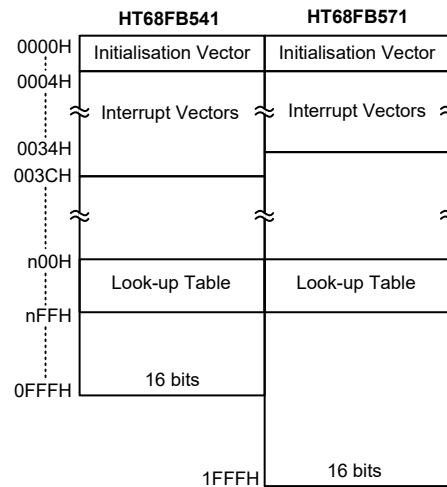 HT68FB541 HT68FB571
0000H Initialisation Vector Initialisation Vector
0004H
Interrupt Vectors Interrupt Vectors
0034H
003CH
n00H
Look-up Table Look-up Table
nFFH
0FFFH 16 bits
1FFFH 16 bits